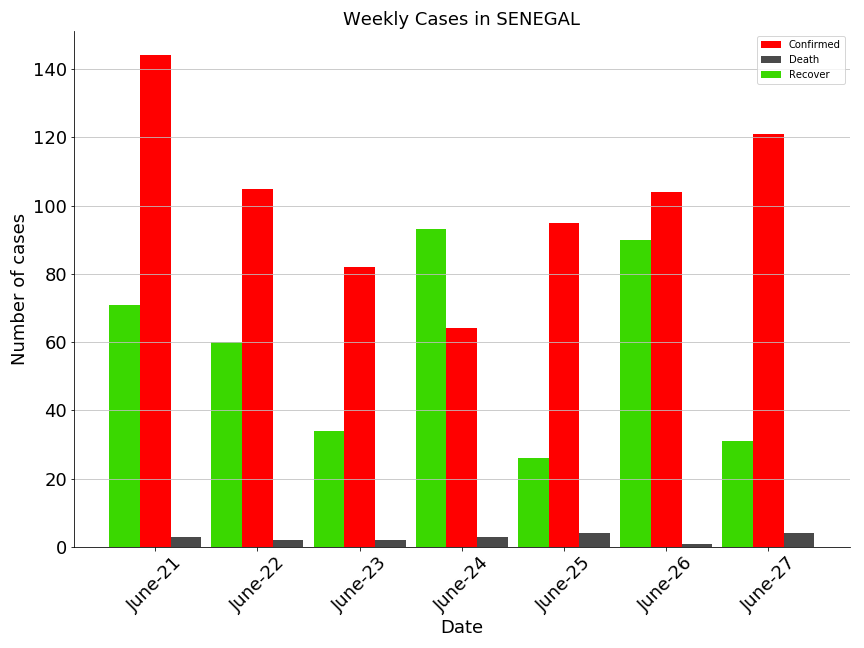 Weekly Cases in SENEGAL
Confirmed
Death
Recover
Number of cases
140
120
100
80
60
40
20
0
June-21
June-22
June-23
June-24
June-25
June-26
June-27
Date